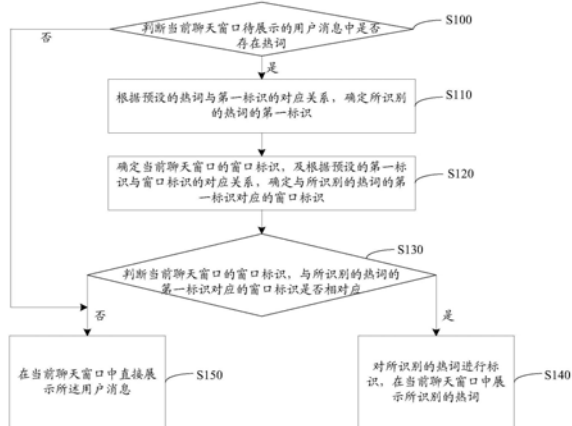 判断当前聊天窗口待展示的用户消息中是否
存在热词
S100
否
是
根据预设的热词与第一标识的对应关系，确定所识别
的热词的第一标识
S110
确定当前聊天窗口的窗口标识，及根据预设的第一标
识与窗口标识的对应关系，确定与所识别的热词的第
一标识对应的窗口标识
S120
S130
判断当前聊天窗口的窗口标识，与所识别的热词的
第一标识对应的窗口标识是否相对应
否
是
在当前聊天窗口中直接展
示所述用户消息
S150
对所识别的热词进行标
识，在当前聊天窗口中展
示所识别的热词
S140